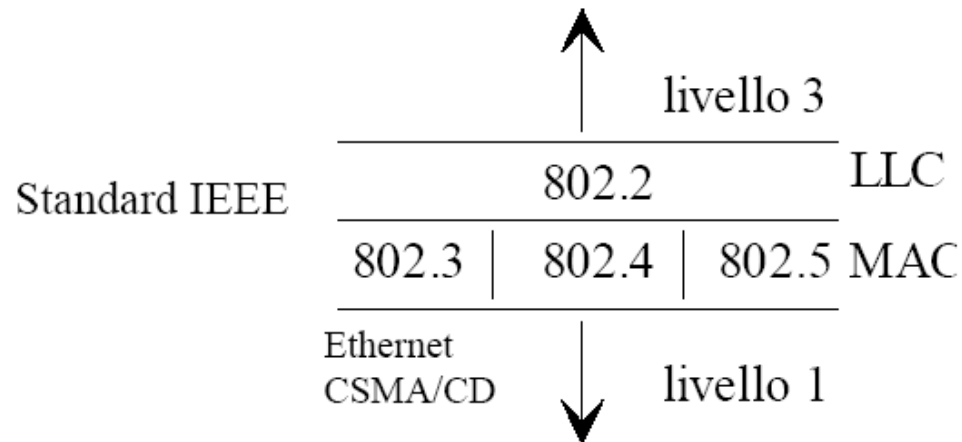 livello 3
802.2 LLC
Standard IEEE
802.3 802.4 802.5 MAC
Ethernet
CSMA/CD
livello 1